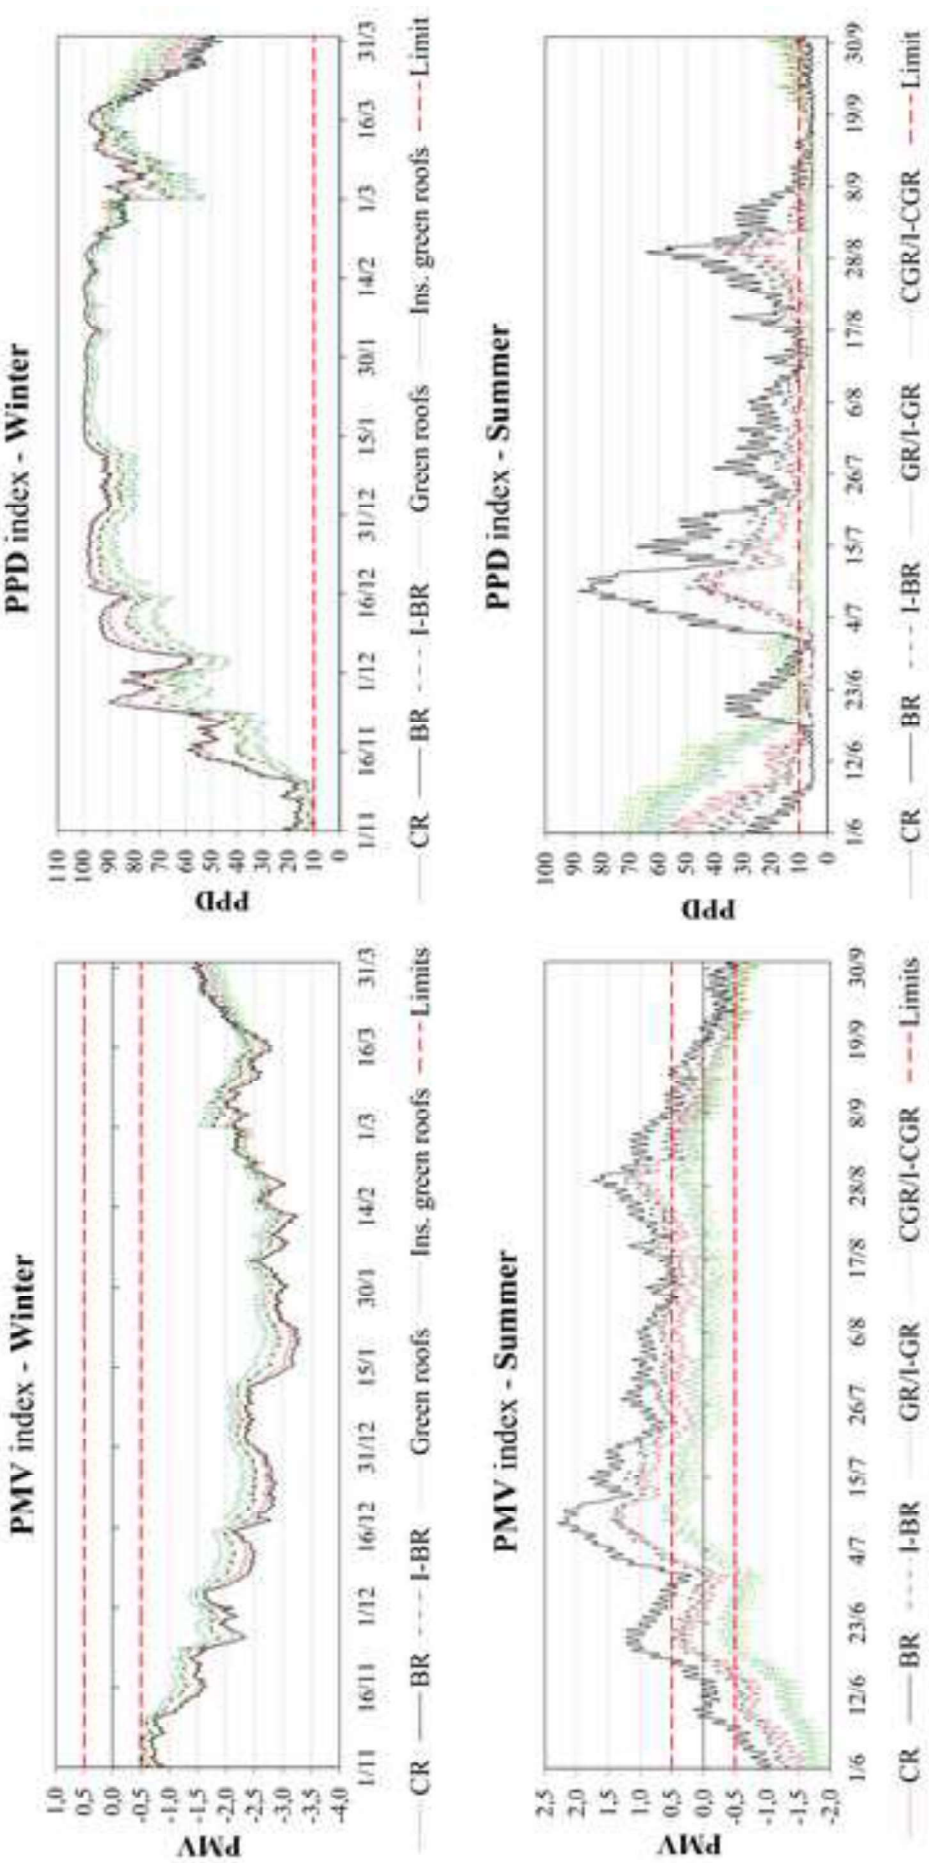 PMV index - Winter
PMV
1,0
0,5
0,0
-0,5
-1,0
-1,5
-2,0
-2,5
-3,0
-3,5
-4,0
1/11 16/11 1/12 16/12 31/12 15/1 30/1 14/2 1/3 16/3 31/3
CR BR I-BR Green roofs Ins. green roofs Limits
PPD index - Winter
PPD
110
100
90
80
70
60
50
40
30
20
10
0
1/11 16/11 1/12 16/12 31/12 15/1 30/1 14/2 1/3 16/3 31/3
CR BR I-BR Green roofs Ins. green roofs Limit
PMV index - Summer
PMV
2,5
2,0
1,5
1,0
0,5
0,0
-0,5
-1,0
-1,5
-2,0
1/6 12/6 23/6 4/7 15/7 26/7 6/8 17/8 28/8 8/9 19/9 30/9
CR BR I-BR GR/I-GR CGR/I-CGR Limits
PPD index - Summer
PPD
100
90
80
70
60
50
40
30
20
10
0
1/6 12/6 23/6 4/7 15/7 26/7 6/8 17/8 28/8 8/9 19/9 30/9
CR BR I-BR GR/I-GR CGR/I-CGR Limit